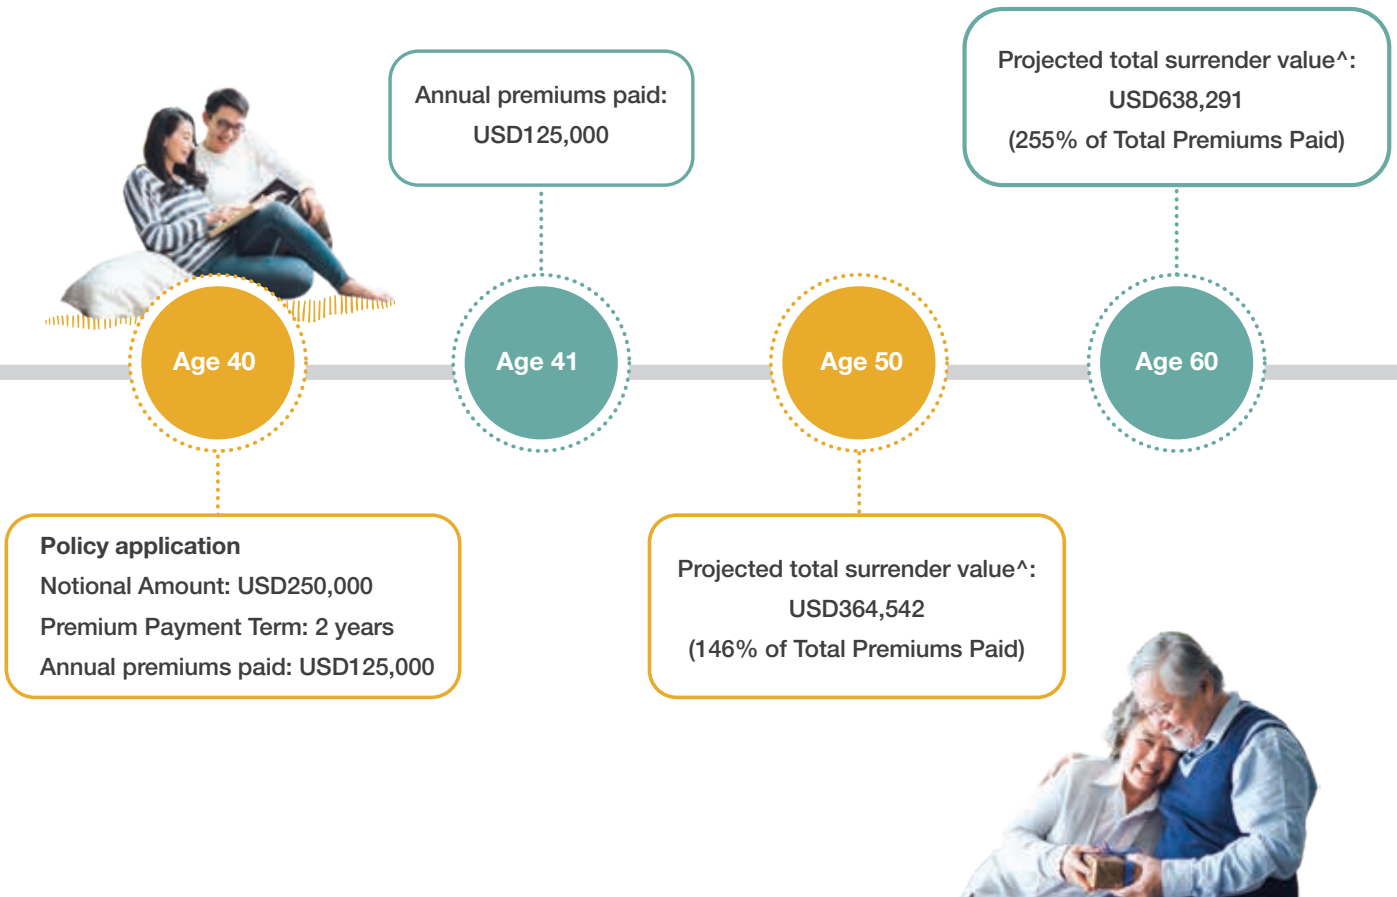 Annual premiums paid:
USD125,000
Projected total surrender value^:
USD638,291
(255% of Total Premiums Paid)
Age 40
Age 41
Age 50
Age 60
Policy application
Notional Amount: USD250,000
Premium Payment Term: 2 years
Annual premiums paid: USD125,000
Projected total surrender value^:
USD364,542
(146% of Total Premiums Paid)